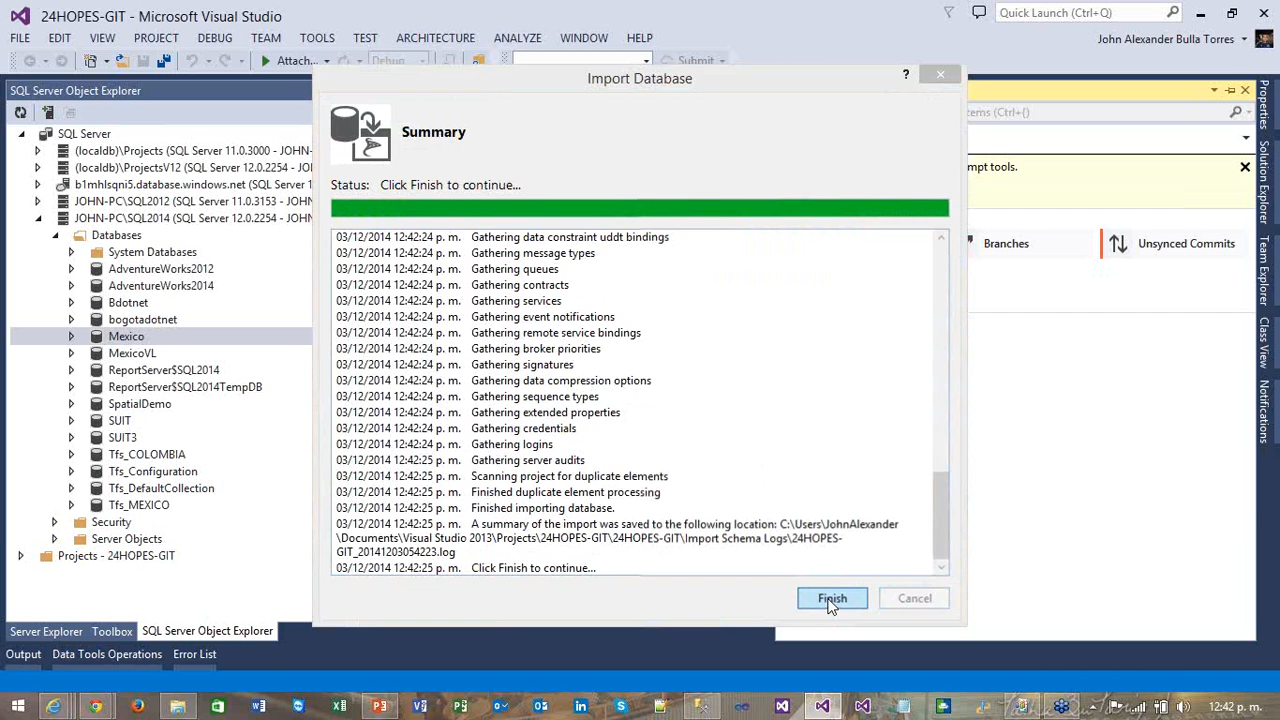 24HOPES-GIT - Microsoft Visual Studio
Quick Launch (Ctrl+Q)
FILE EDIT VIEW PROJECT DEBUG TEAM TOOLS TEST ARCHITECTURE ANALYZE WINDOW HELP
John Alexander Bulla Torres
Attach... Debug Submit
SQL Server Object Explorer
SQL Server
(localdb)\Projects (SQL Server 11.0.3000 - JOHN-
(localdb)\ProjectsV12 (SQL Server 12.0.2254 - JO
b1mhlsqni5.database.windows.net (SQL Server 1
JOHN-PC\SQL2012 (SQL Server 11.0.3000 - JOHN-
JOHN-PC\SQL2014 (SQL Server 12.0.2254 - JOHN-
Databases
System Databases
AdventureWorks2012
AdventureWorks2014
Bdotnet
bogotadotnet
Mexico
MexicoVL
ReportServer$SQL2014
ReportServer$SQL2014TempDB
SpatialDemo
SUIT
SUIT3
Tfs_COLOMBIA
Tfs_Configuration
Tfs_DefaultCollection
Tfs_MEXICO
Security
Server Objects
Projects - 24HOPES-GIT
Import Database
?
Summary
Status: Click Finish to continue...
03/12/2014 12:42:24 p. m. Gathering data constraint uddt bindings
03/12/2014 12:42:24 p. m. Gathering message types
03/12/2014 12:42:24 p. m. Gathering queues
03/12/2014 12:42:24 p. m. Gathering contracts
03/12/2014 12:42:24 p. m. Gathering services
03/12/2014 12:42:24 p. m. Gathering event notifications
03/12/2014 12:42:24 p. m. Gathering remote service bindings
03/12/2014 12:42:24 p. m. Gathering broker priorities
03/12/2014 12:42:24 p. m. Gathering signatures
03/12/2014 12:42:24 p. m. Gathering data compression options
03/12/2014 12:42:24 p. m. Gathering sequence types
03/12/2014 12:42:24 p. m. Gathering extended properties
03/12/2014 12:42:24 p. m. Gathering credentials
03/12/2014 12:42:24 p. m. Gathering logins
03/12/2014 12:42:25 p. m. Gathering server audits
03/12/2014 12:42:25 p. m. Scanning project for duplicate elements
03/12/2014 12:42:25 p. m. Finished duplicate element processing
03/12/2014 12:42:25 p. m. Finished importing database.
03/12/2014 12:42:25 p. m. A summary of the import was saved to the following location: C:\Users\JohnAlexander
\Documents\Visual Studio 2013\Projects\24HOPES-GIT\24HOPES-GIT\Import Schema Logs\24HOPES-
GIT_20141203054223.log
03/12/2014 12:42:25 p. m. Click Finish to continue...
Finish Cancel
tems (Ctrl+{)
mpt tools.
Branches Unsynced Commits
Properties
Solution Explorer
Team Explorer
Class View
Notifications
Server Explorer Toolbox SQL Server Object Explorer
Output Data Tools Operations Error List
12:42 p. m.